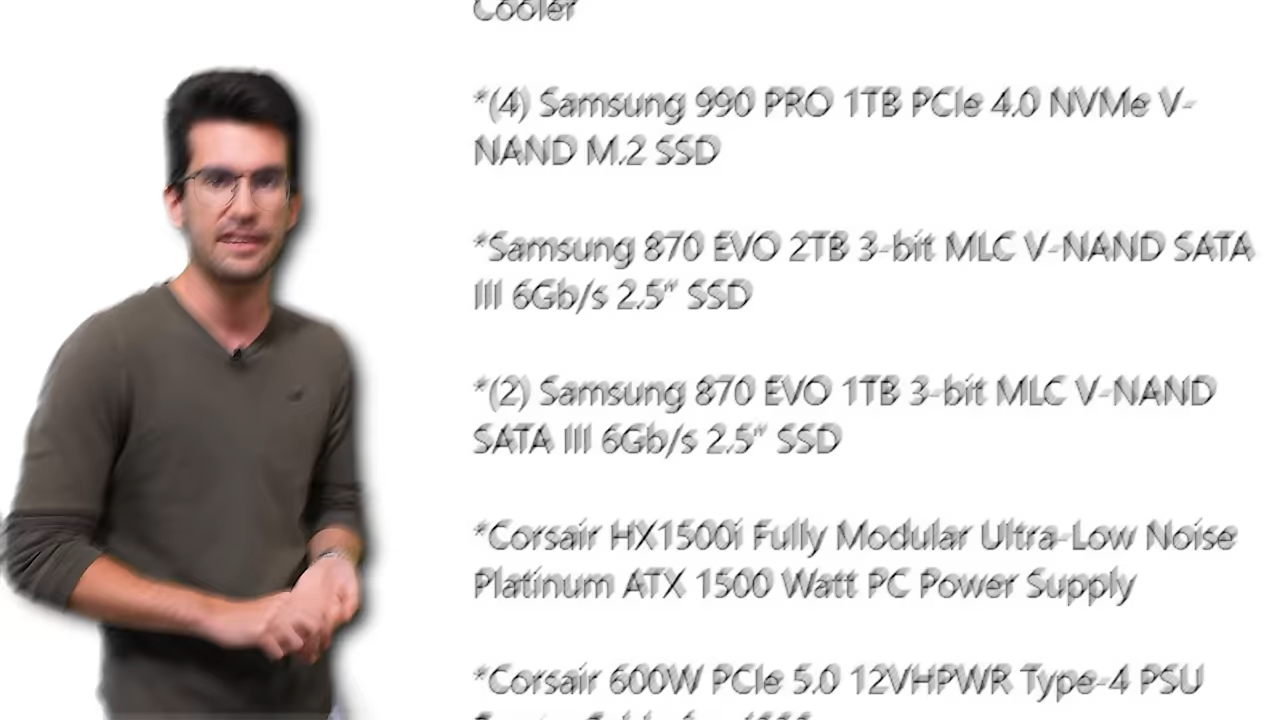 Cooler
*(4) Samsung 990 PRO 1TB PCIe 4.0 NVMe V-
NAND M.2 SSD
*Samsung 870 EVO 2TB 3-bit MLC V-NAND SATA
III 6Gb/s 2.5” SSD
*(2) Samsung 870 EVO 1TB 3-bit MLC V-NAND
SATA III 6Gb/s 2.5” SSD
*Corsair HX1500i Fully Modular Ultra-Low Noise
Platinum ATX 1500 Watt PC Power Supply
*Corsair 600W PCIe 5.0 12VHPWR Type-4 PSU